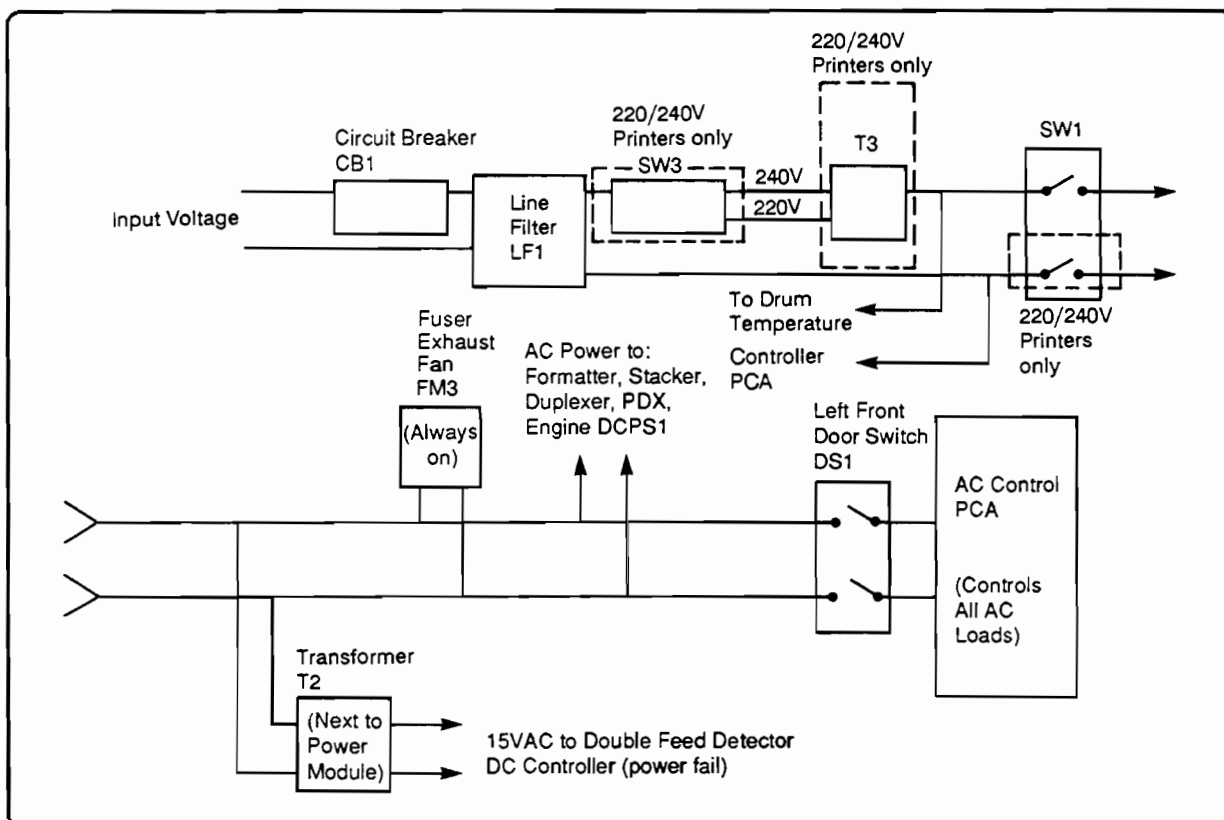 220/240V
Printers only
T3
220/240V
Printers only
SW3
Circuit Breaker
CB1
SW1
240V
220V
Input Voltage
Line
Filter
LF1
To Drum
Temperature
Controller
PCA
220/240V
Printers
only
Fuser
Exhaust
Fan
FM3
(Always
on)
AC Power to:
Formatter, Stacker,
Duplexer, PDX,
Engine DCPS1
Left Front
Door Switch
DS1
AC Control
PCA
(Controls
All AC
Loads)
Transformer
T2
(Next to
Power
Module)
15VAC to Double Feed Detector
DC Controller (power fail)